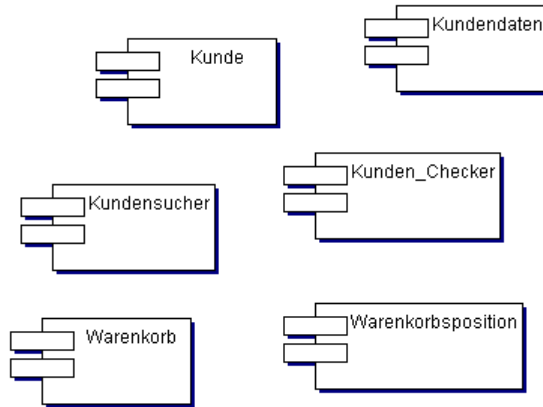 Kunde
Kundendaten
Kundensucher
Kunden_Checker
Warenkorb
Warenkorbsposition